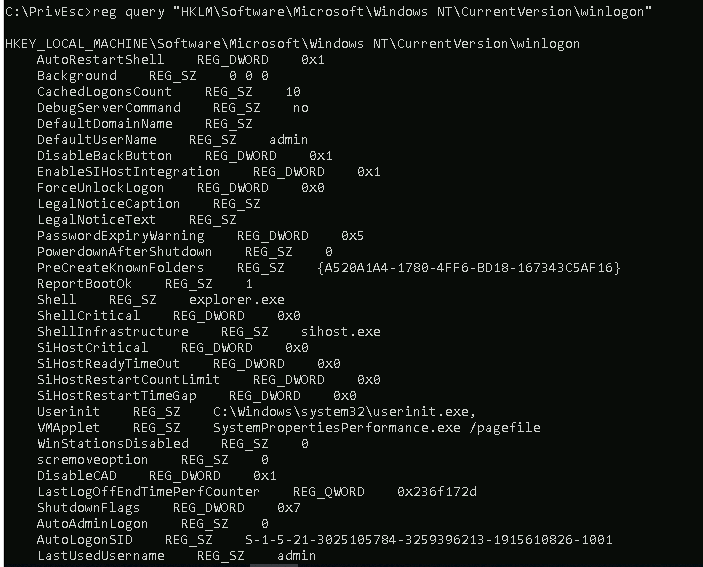 C:\PrivEsc>reg query "HKLM\Software\Microsoft\Windows NT\CurrentVersion\winlogon"
HKEY_LOCAL_MACHINE\Software\Microsoft\Windows NT\CurrentVersion\winlogon
AutoRestartShell REG_DWORD 0x1
Background REG_SZ 0 0 0
CachedLogonsCount REG_SZ 10
DebugServerCommand REG_SZ no
DefaultDomainName REG_SZ
DefaultUserName REG_SZ admin
DisableBackButton REG_DWORD 0x1
EnableSIHostIntegration REG_DWORD 0x1
ForceUnlockLogon REG_DWORD 0x0
LegalNoticeCaption REG_SZ
LegalNoticeText REG_SZ
PasswordExpiryWarning REG_DWORD 0x5
PowerdownAfterShutdown REG_SZ 0
PreCreateKnownFolders REG_SZ {A520A1A4-1780-4FF6-BD18-167343C5AF16}
ReportBootOk REG_SZ 1
Shell REG_SZ explorer.exe
ShellCritical REG_DWORD 0x0
ShellInfrastructure REG_SZ sihost.exe
SiHostCritical REG_DWORD 0x0
SiHostReadyTimeOut REG_DWORD 0x0
SiHostRestartCountLimit REG_DWORD 0x0
SiHostRestartTimeGap REG_DWORD 0x0
Userinit REG_SZ C:\Windows\system32\userinit.exe,
VMApplet REG_SZ SystemPropertiesPerformance.exe /pagefile
WinStationsDisabled REG_SZ 0
scremoveoption REG_SZ 0
DisableCAD REG_DWORD 0x1
LastLogOffEndTimePerfCounter REG_QWORD 0x236f172d
ShutdownFlags REG_DWORD 0x7
AutoAdminLogon REG_SZ 0
AutoLogonSID REG_SZ S-1-5-21-3025105784-3259396213-1915610826-1001
LastUsedUsername REG_SZ admin